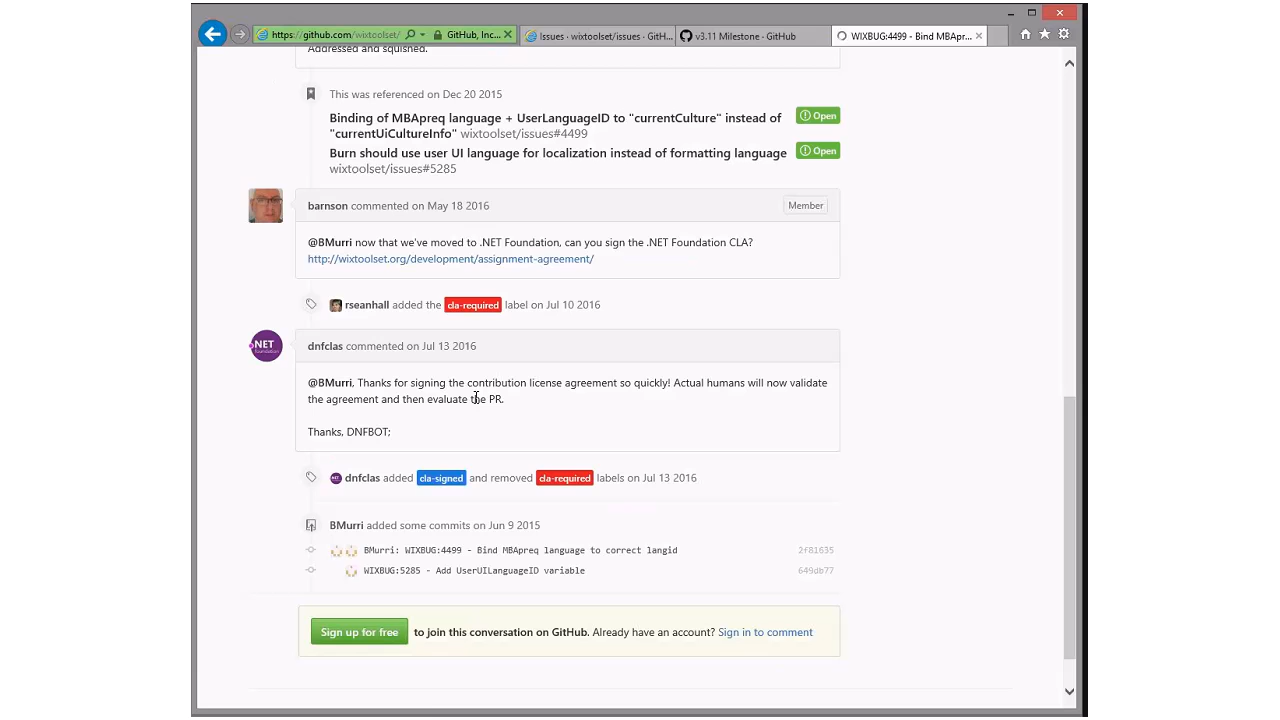 https://github.com/wixtoolset/
GitHub, Inc...
Issues · wixtoolset/issues · GitH...
v3.11 Milestone · GitHub
WIXBUG:4499 - Bind MBApr...
Addressed and squished.
This was referenced on Dec 20 2015
Binding of MBApreq language + UserLanguageID to "currentCulture" instead of
"currentUiCultureInfo" wixtoolset/issues#4499
Open
Burn should use user UI language for localization instead of formatting language
wixtoolset/issues#5285
Open
barnson commented on May 18 2016
Member
@BMurri now that we've moved to .NET Foundation, can you sign the .NET Foundation CLA?
http://wixtoolset.org/development/assignment-agreement/
rseanhall added the cla-required label on Jul 10 2016
.NET
foundation
dnfclas commented on Jul 13 2016
@BMurri, Thanks for signing the contribution license agreement so quickly! Actual humans will now validate
the agreement and then evaluate the PR.
Thanks, DNFBOT;
dnfclas added cla-signed and removed cla-required labels on Jul 13 2016
BMurri added some commits on Jun 9 2015
BMurri: WIXBUG:4499 - Bind MBApreq language to correct langid
2f81635
WIXBUG:5285 - Add UserUILanguageID variable
649db77
Sign up for free to join this conversation on GitHub. Already have an account? Sign in to comment